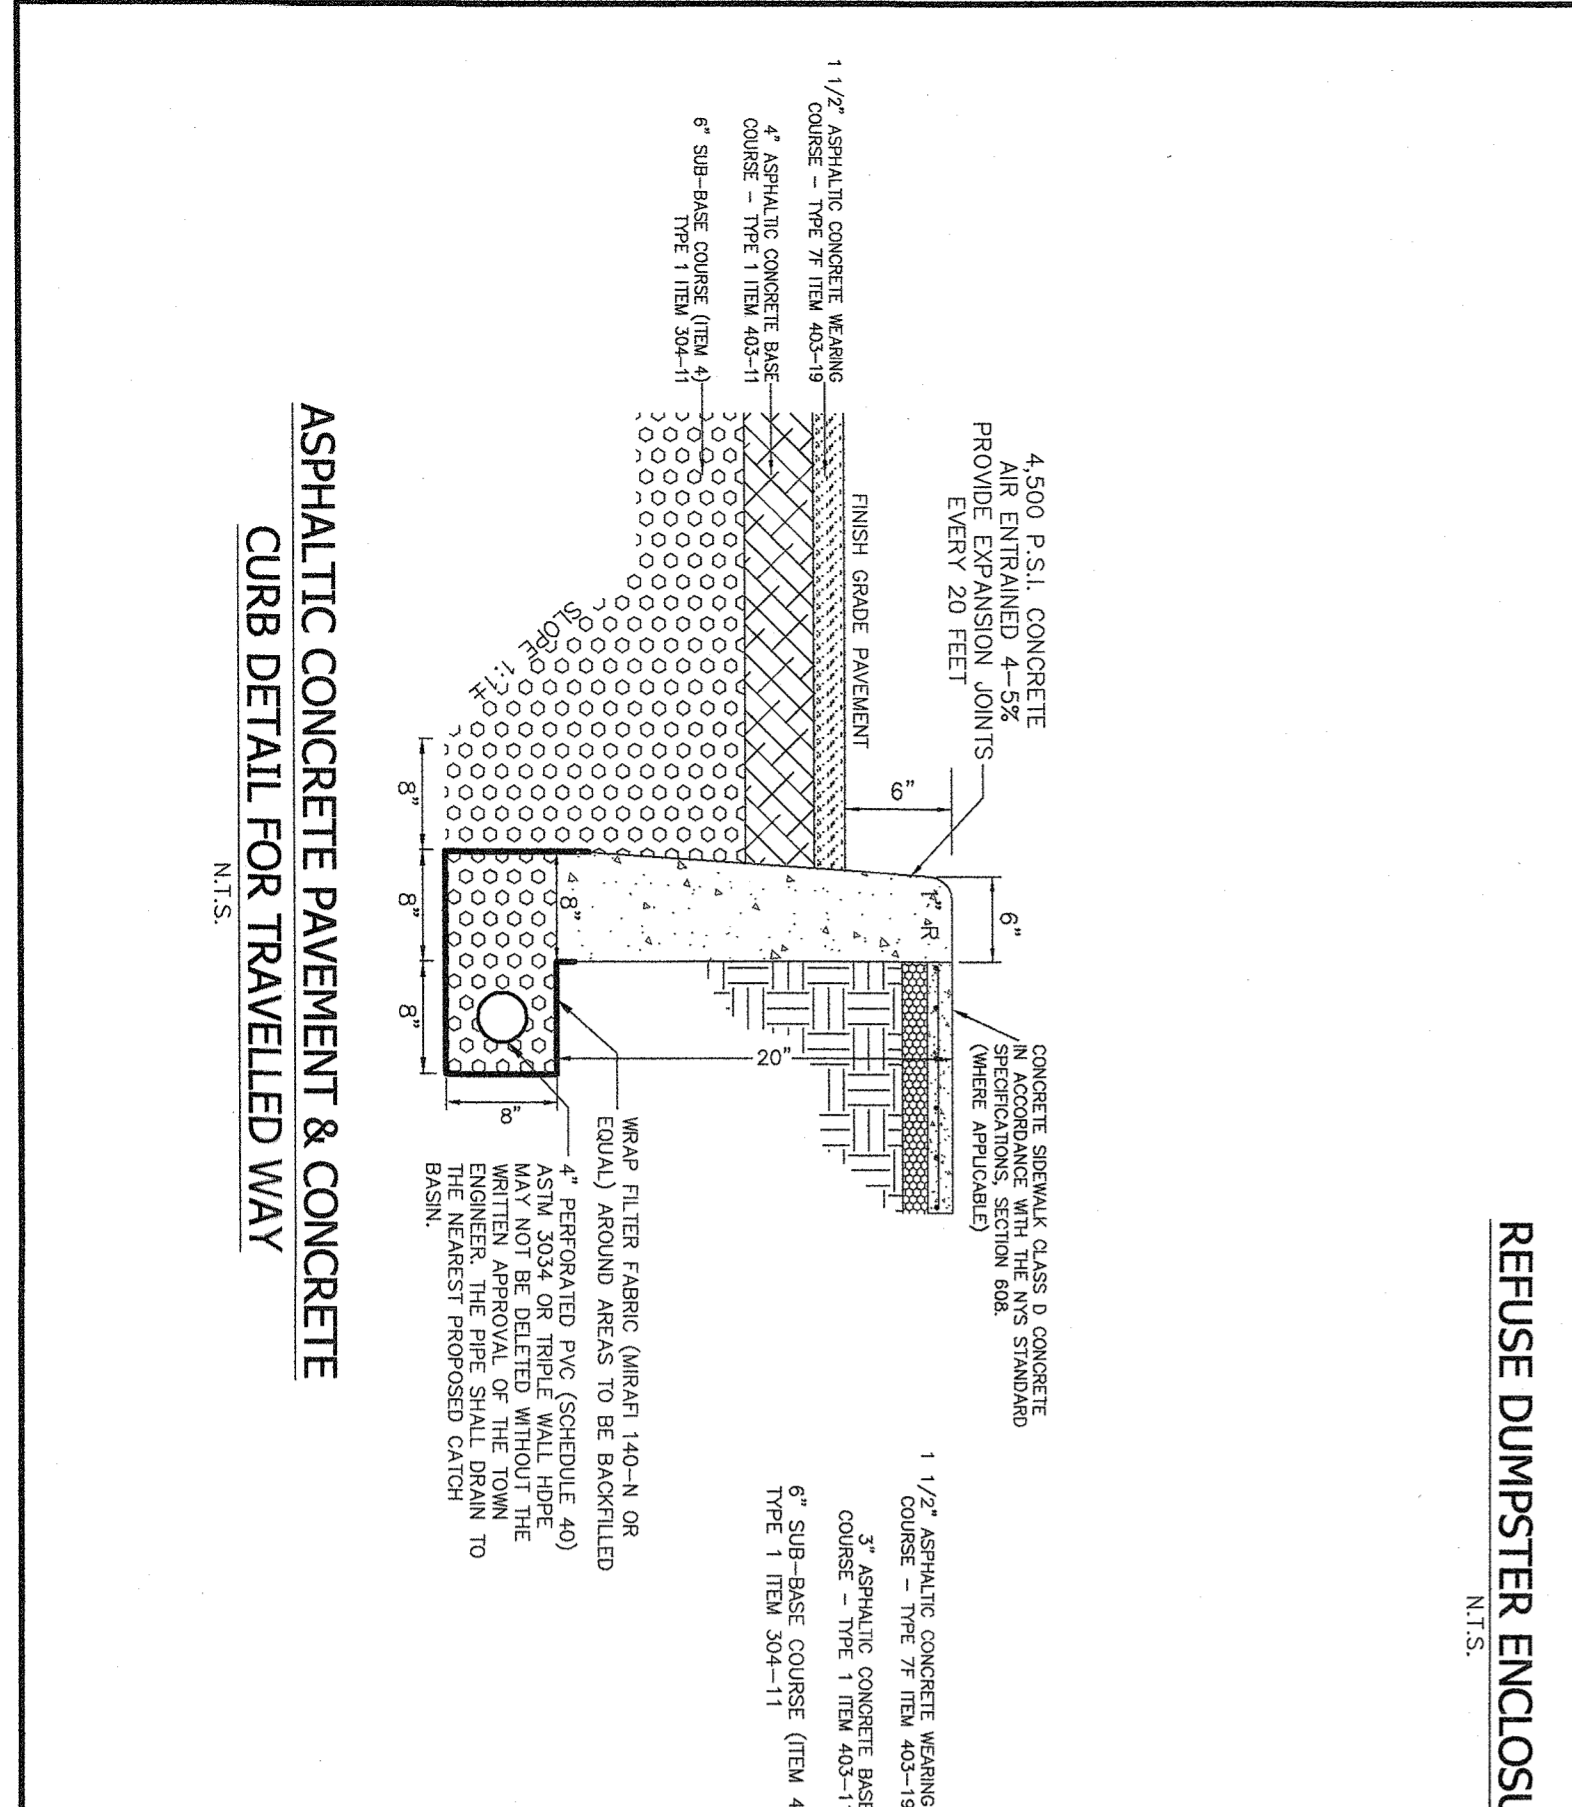 REFUSE DUMPSTER ENCLOSU
N.T.S.
4,500 P.S.I. CONCRETE
AIR ENTRAINED 4-5%
PROVIDE EXPANSION JOINTS
EVERY 20 FEET
1 1/2" ASPHALTIC CONCRETE WEARING
COURSE - TYPE 7F ITEM 403-19
4" ASPHALTIC CONCRETE BASE
COURSE - TYPE 1 ITEM 403-11
6" SUB-BASE COURSE (ITEM 4)
TYPE 1 ITEM 304-11
FINISH GRADE PAVEMENT
6"
6"
1" R
CONCRETE SIDEWALK CLASS D CONCRETE
IN ACCORDANCE WITH THE NYS STANDARD
SPECIFICATIONS, SECTION 608.
(WHERE APPLICABLE)
20"
SLOPE 1:1
8"
8"
8"
8"
8"
WRAP FILTER FABRIC (MIRAFI 140-N OR
EQUAL) AROUND AREAS TO BE BACKFILLED
4" PERFORATED PVC (SCHEDULE 40)
ASTM 3034 OR TRIPLE WALL HDPE
MAY NOT BE DELETED WITHOUT THE
WRITTEN APPROVAL OF THE TOWN
ENGINEER. THE PIPE SHALL DRAIN TO
THE NEAREST PROPOSED CATCH
BASIN.
1 1/2" ASPHALTIC CONCRETE WEARING
COURSE - TYPE 7F ITEM 403-19
3" ASPHALTIC CONCRETE BASE
COURSE - TYPE 1 ITEM 403-11
6" SUB-BASE COURSE (ITEM 4
TYPE 1 ITEM 304-11
ASPHALTIC CONCRETE PAVEMENT & CONCRETE
CURB DETAIL FOR TRAVELLED WAY
N.T.S.